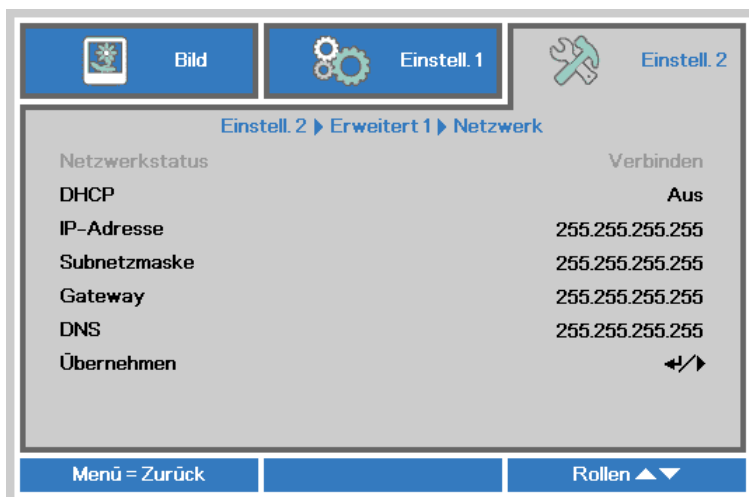 Bild
Einstell. 1
Einstell. 2
Einstell. 2 ▶ Erweitert 1 ▶ Netzwerk
Netzwerkstatus Verbinden
DHCP Aus
IP-Adresse 255.255.255.255
Subnetzmaske 255.255.255.255
Gateway 255.255.255.255
DNS 255.255.255.255
Übernehmen ↵/▶
Menü = Zurück
Rollen ▲▼